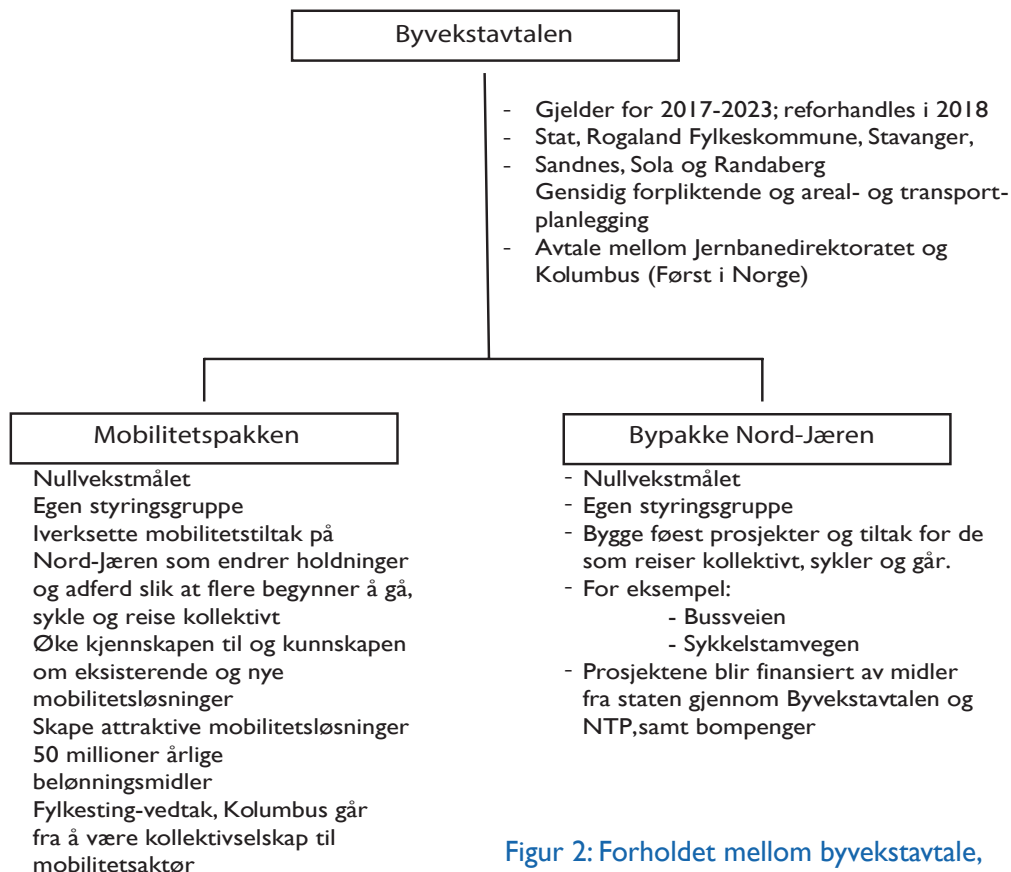 Byvekstavtalen
- Gjelder for 2017-2023; reforhandles i 2018
- Stat, Rogaland Fylkeskommune, Stavanger,
- Sandnes, Sola og Randaberg
Gensidig forpliktende og areal- og transport-
planlegging
- Avtale mellom Jernbanedirektoratet og
Kolumbus (Først i Norge)
Mobilitetspakken
Nullvekstmålet
Egen styringsgruppe
Iverksette mobilitetstiltak på
Nord-Jæren som endrer holdninger
og adferd slik at flere begynner å gå,
sykle og reise kollektivt
Øke kjennskapen til og kunnskapen
om eksisterende og nye
mobilitetsløsninger
Skape attraktive mobilitetsløsninger
50 millioner årlige
belønningsmidler
Fylkesting-vedtak, Kolumbus går
fra å være kollektivselskap til
mobilitetsaktør
Bypakke Nord-Jæren
- Nullvekstmålet
- Egen styringsgruppe
- Bygge føest prosjekter og tiltak for de
som reiser kollektivt, sykler og går.
- For eksempel:
- Bussveien
- Sykkelstamvegen
- Prosjektene blir finansiert av midler
fra staten gjennom Byvekstavtalen og
NTP,samt bompenger
Figur 2: Forholdet mellom byvekstavtale,